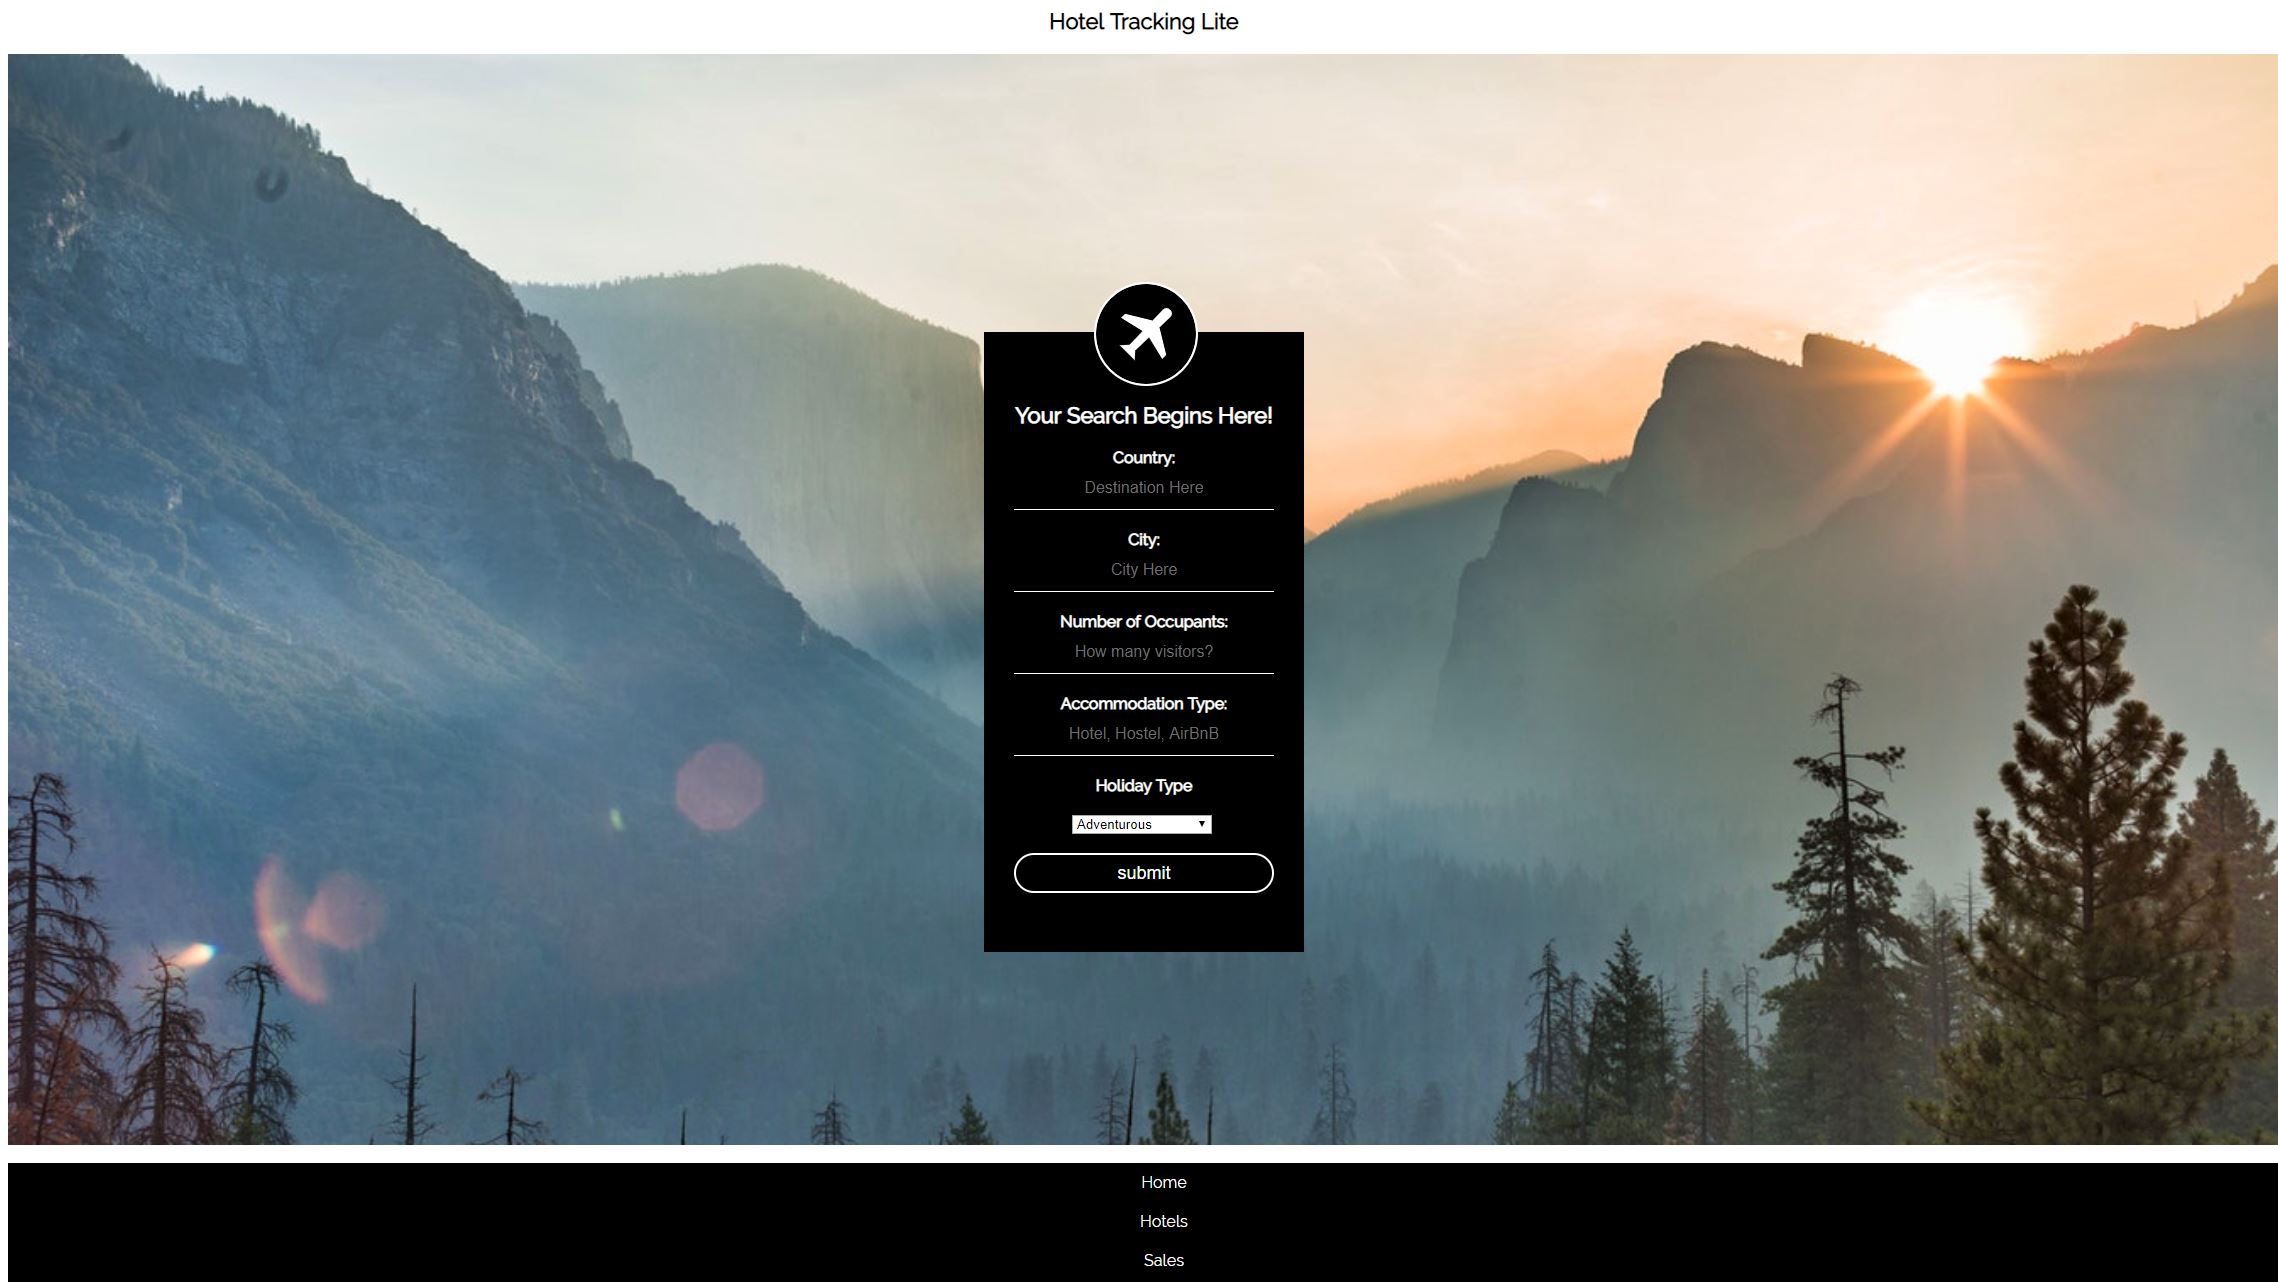 Hotel Tracking Lite
Your Search Begins Here!
Country:
Destination Here
City:
City Here
Number of Occupants:
How many visitors?
Accommodation Type:
Hotel, Hostel, AirBnB
Holiday Type
Adventurous
submit
Home
Hotels
Sales